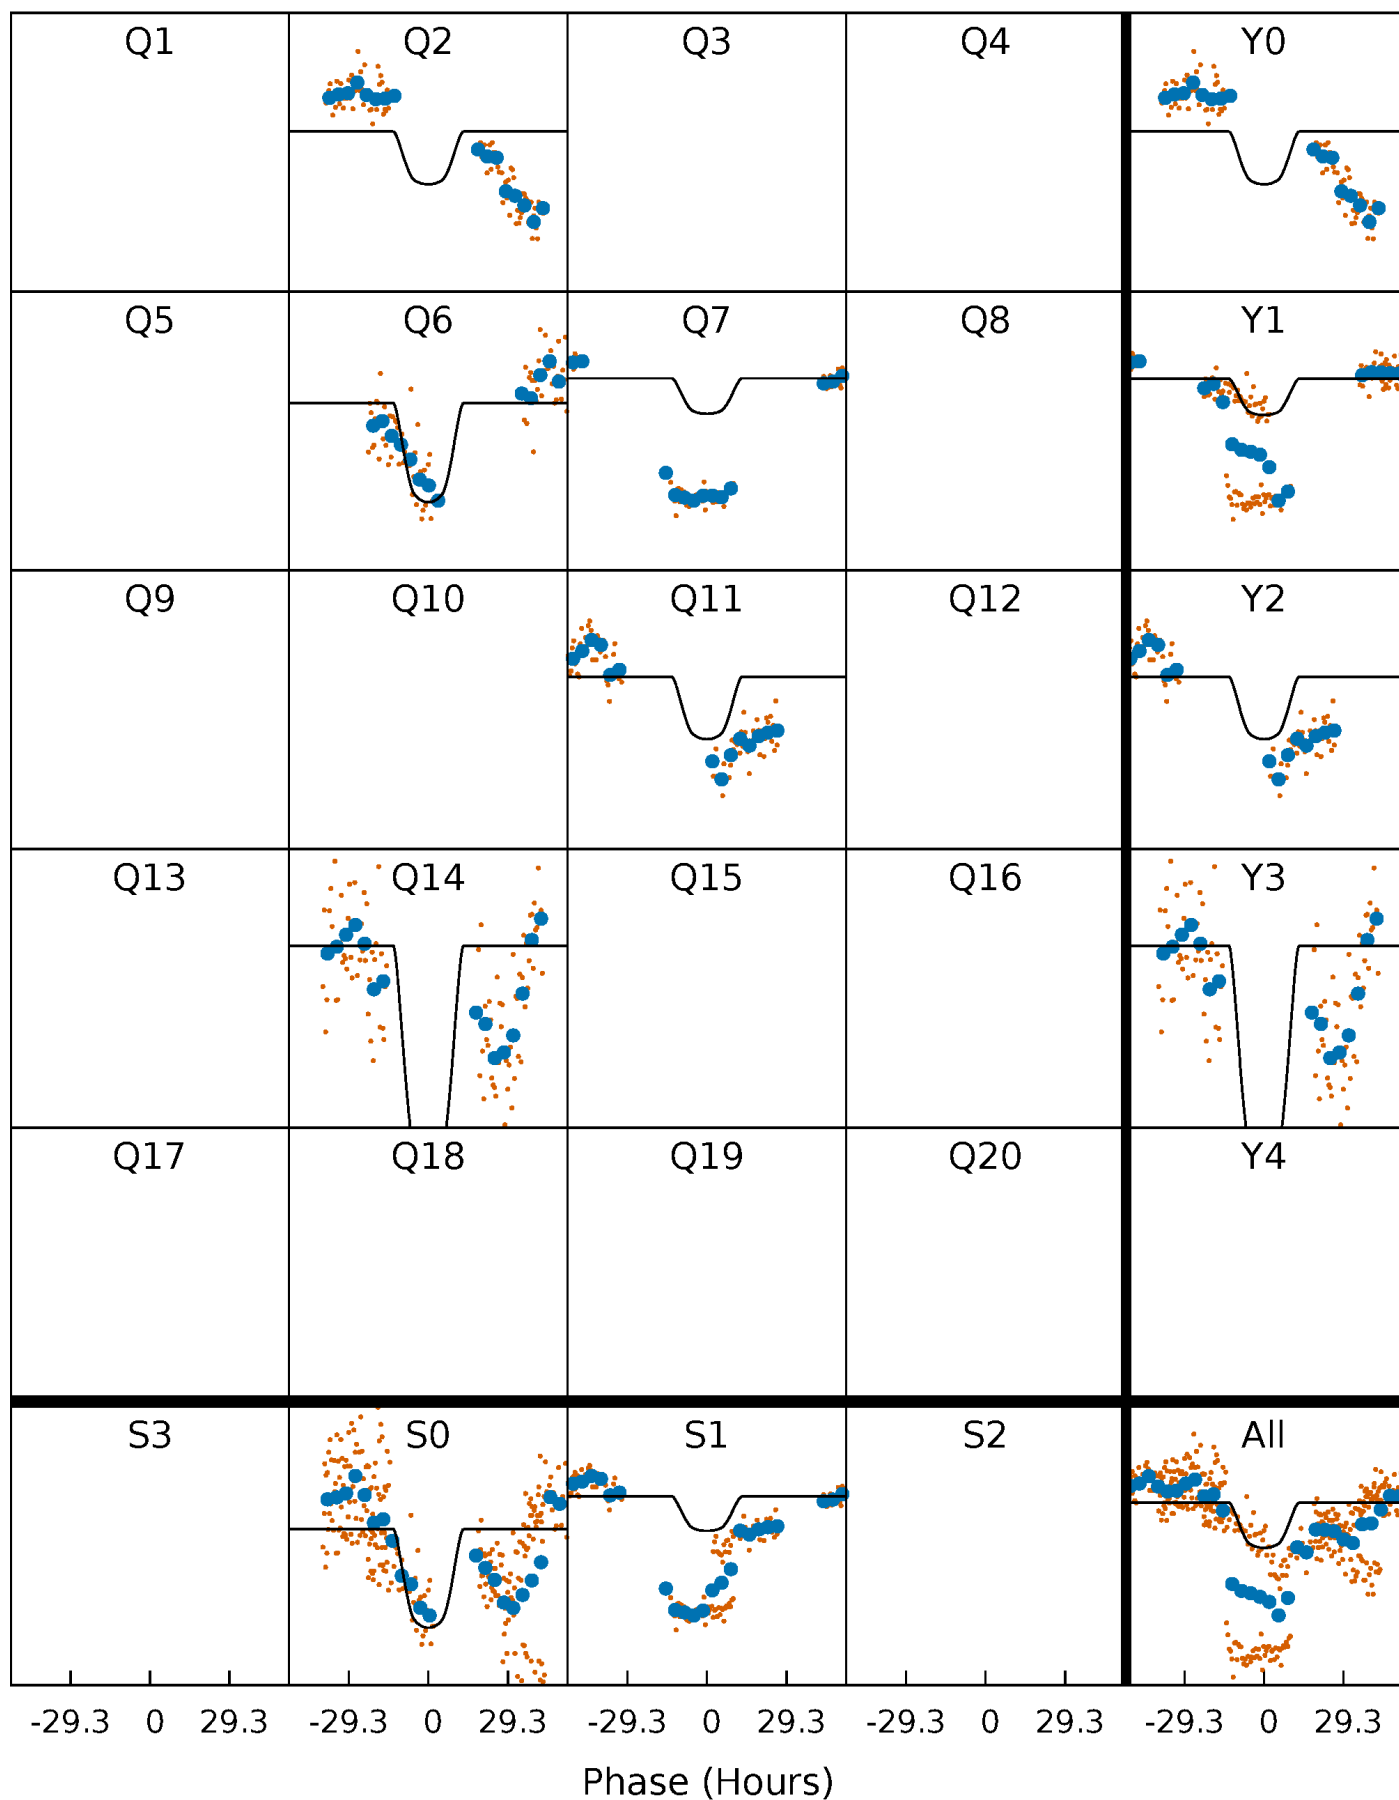 Q1 Q2 Q3 Q4 Y0
Q5 Q6 Q7 Q8 Y1
Q9 Q10 Q11 Q12 Y2
Q13 Q14 Q15 Q16 Y3
Q17 Q18 Q19 Q20 Y4
S3 S0 S1 S2 All
-29.3 0 29.3 -29.3 0 29.3 -29.3 0 29.3 -29.3 0 29.3 -29.3 0 29.3
Phase (Hours)